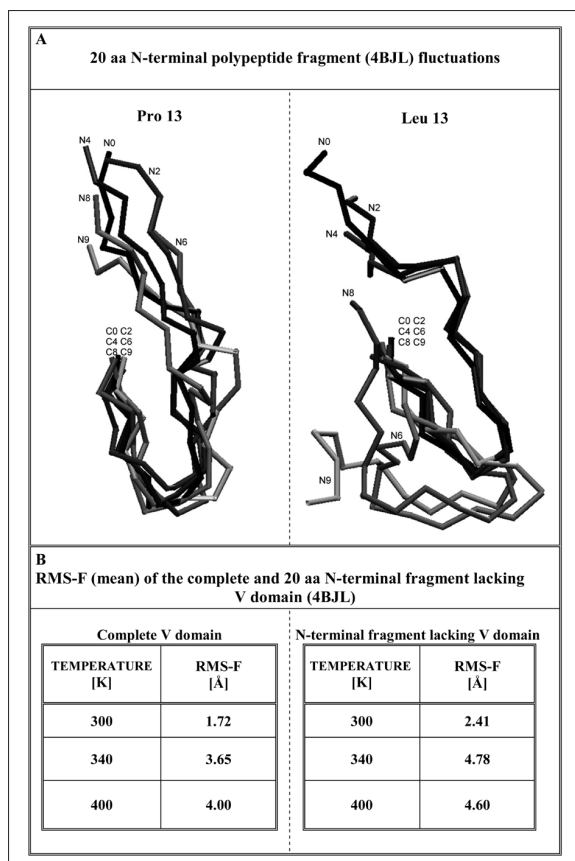 A
20 aa N-terminal polypeptide fragment (4BJL) fluctuations
Pro 13
N4 N0
N2
N8
N6
N9
C0 C2
C4 C6
C8 C9
Leu 13
N0
N2
N4
N8
C0 C2
C4 C6
C8 C9
N6
N9
B
RMS-F (mean) of the complete and 20 aa N-terminal fragment lacking
V domain (4BJL)
Complete V domain
TEMPERATURE RMS-F
[K] [Å]
300 1.72
340 3.65
400 4.00
N-terminal fragment lacking V domain
TEMPERATURE RMS-F
[K] [Å]
300 2.41
340 4.78
400 4.60